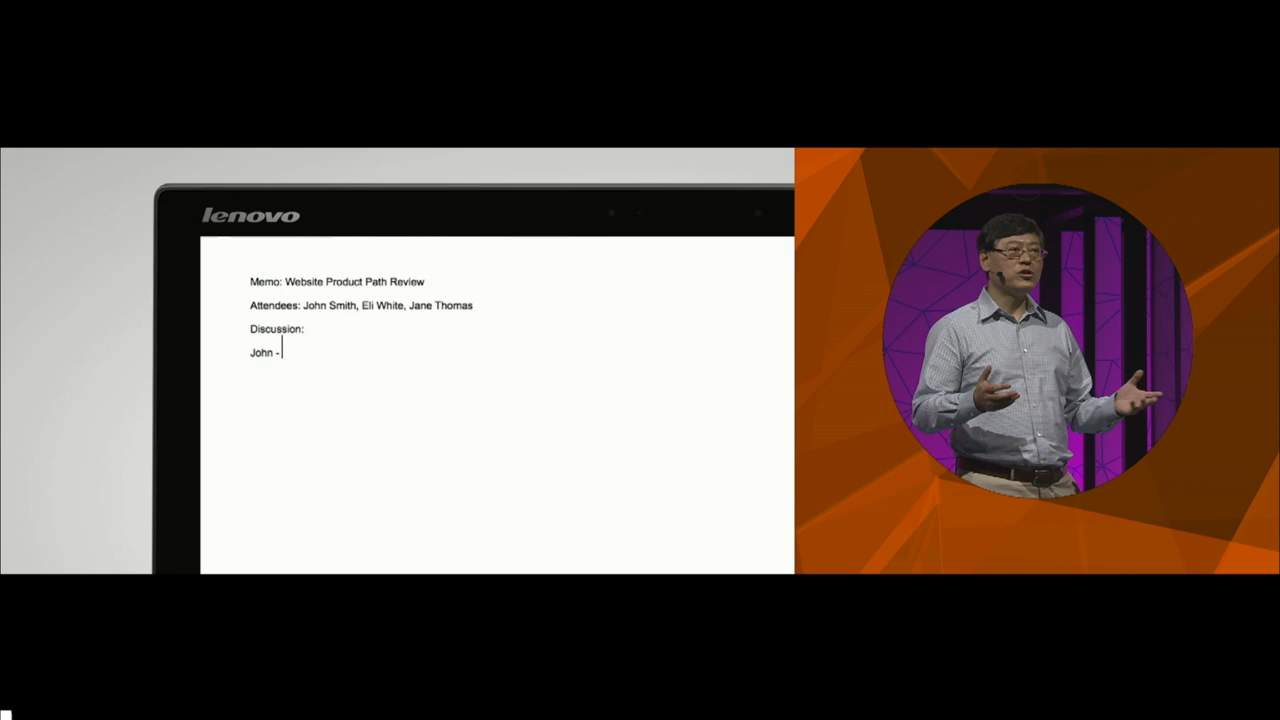 lenovo
Memo: Website Product Path Review
Attendees: John Smith, Eli White, Jane Thomas
Discussion:
John -